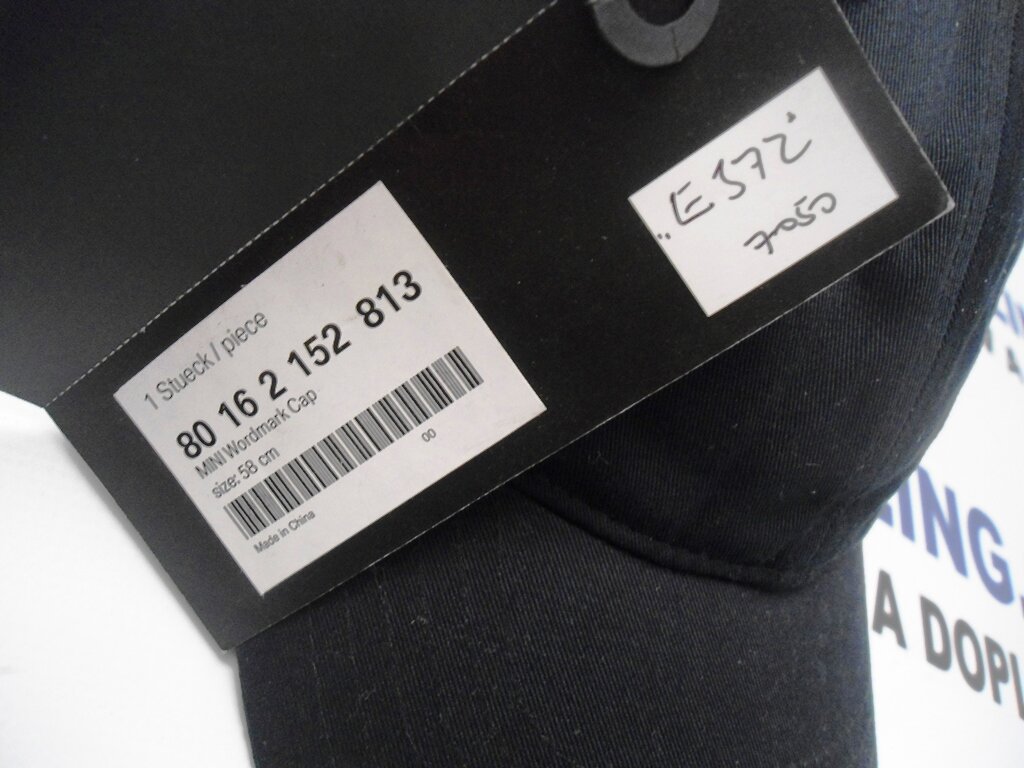 1 Stueck / piece
80 16 2 152 813
MINI Wordmark Cap
size: 58 cm
00
Made in China
E372
7050
ING.
A DOPL